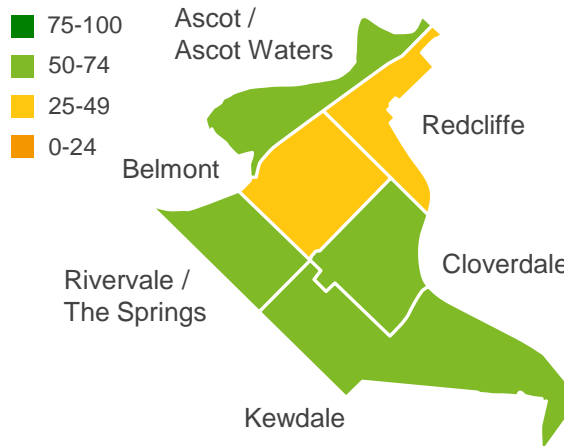 75-100
50-74
25-49
0-24
Ascot /
Ascot Waters
Redcliffe
Belmont
Cloverdale
Rivervale /
The Springs
Kewdale